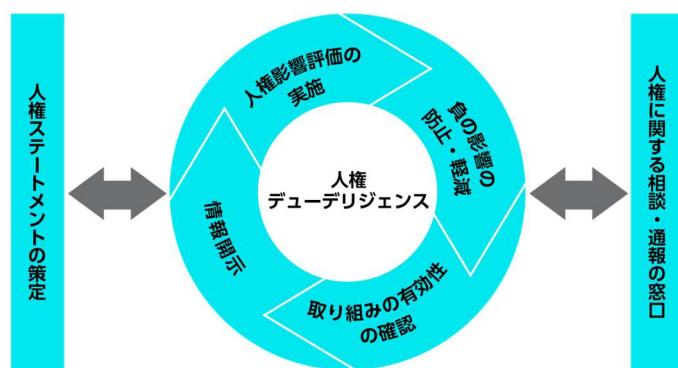 人権ステートメントの策定
人権影響評価の
実施
負の影響の
防止・軽減
人権
デューデリジェンス
情報開示
取り組みの有効性
の確認
人権に関する相談・通報の窓口